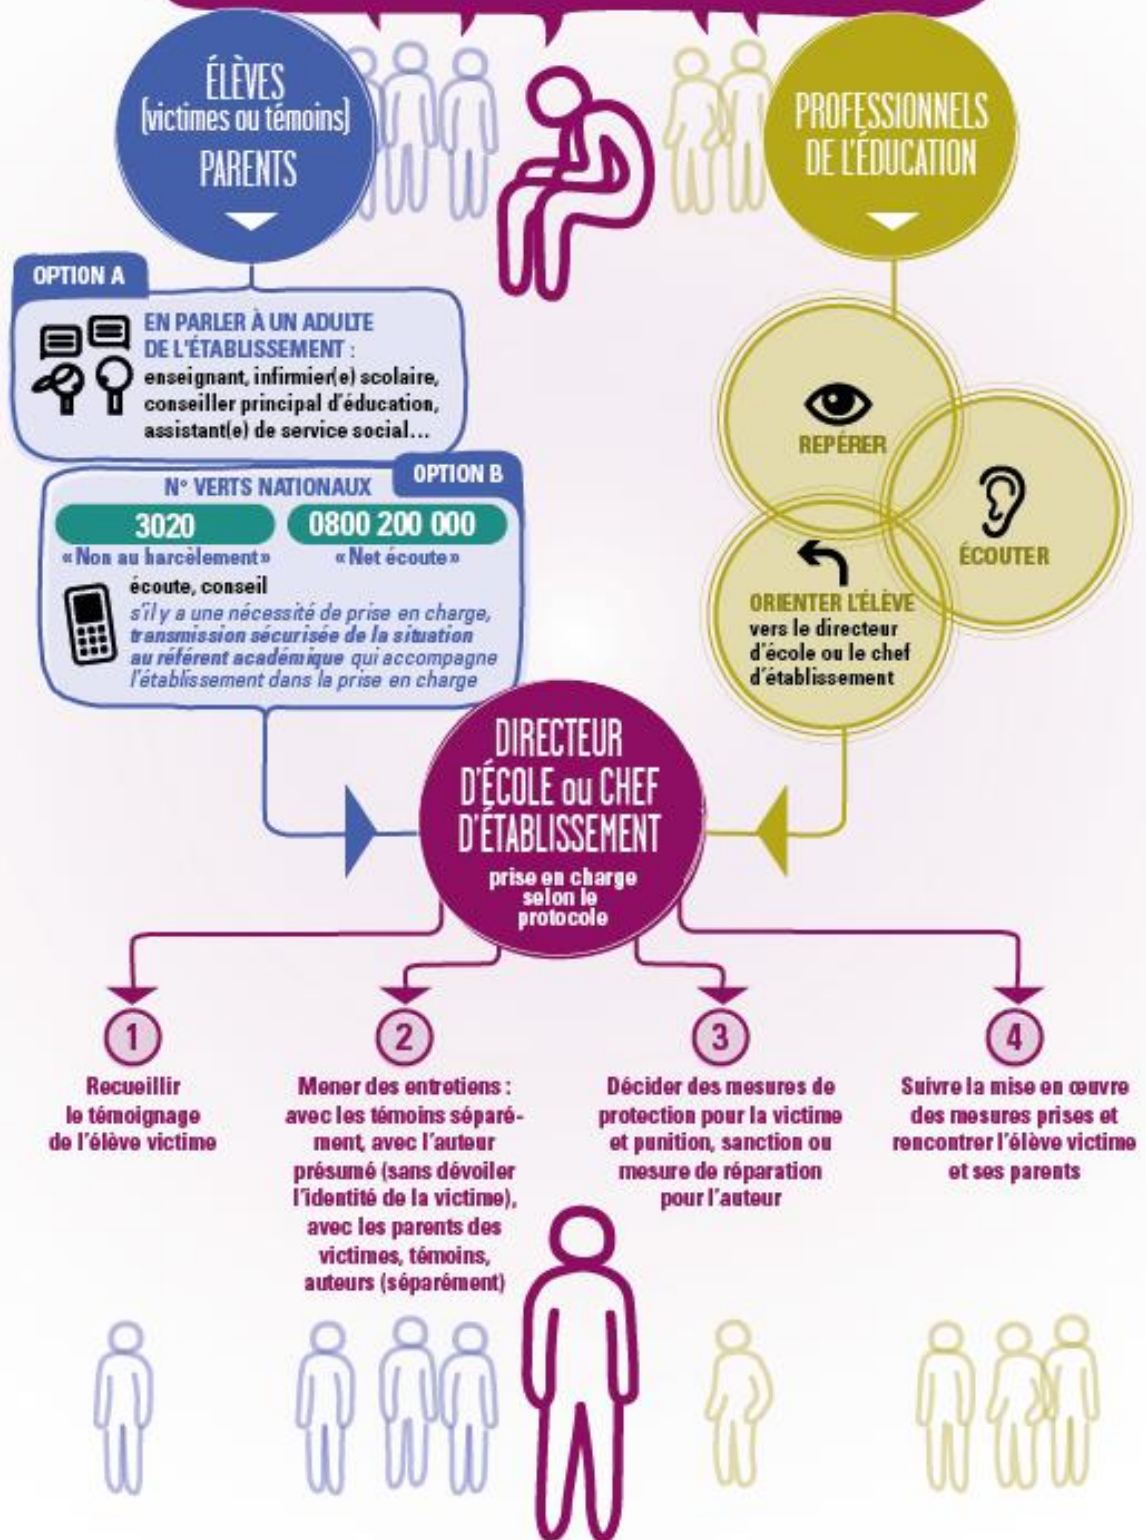 ÉLÈVES
(victimes ou témoins)
PARENTS
PROFESSIONNELS
DE L'ÉDUCATION
OPTION A
EN PARLER À UN ADULTE
DE L'ÉTABLISSEMENT :
enseignant, infirmier(e) scolaire,
conseiller principal d'éducation,
assistant(e) de service social...
OPTION B
N° VERTS NATIONAUX
3020
0800 200 000
«Non au harcèlement»
«Net écoute»
écoute, conseil
s'il y a une nécessité de prise en charge,
transmission sécurisée de la situation
au référent académique qui accompagne
l'établissement dans la prise en charge
REPÉRER
ÉCOUTER
ORIENTER L'ÉLÈVE
vers le directeur
d'école ou le chef
d'établissement
DIRECTEUR
D'ÉCOLE ou CHEF
D'ÉTABLISSEMENT
prise en charge
selon le
protocole
1
Recueillir
le témoignage
de l'élève victime
2
Mener des entretiens :
avec les témoins séparé-
ment, avec l'auteur
présumé (sans dévoiler
l'identité de la victime),
avec les parents des
victimes, témoins,
auteurs (séparément)
3
Décider des mesures de
protection pour la victime
et punition, sanction ou
mesure de réparation
pour l'auteur
4
Suivre la mise en œuvre
des mesures prises et
rencontrer l'élève victime
et ses parents